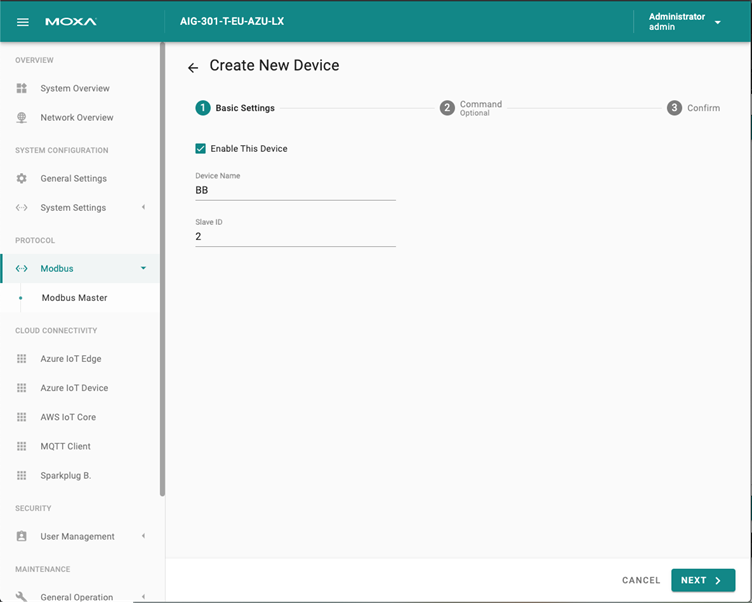 MOXA
AIG-301-T-EU-AZU-LX
Administrator
admin
OVERVIEW
System Overview
Network Overview
SYSTEM CONFIGURATION
General Settings
System Settings
PROTOCOL
Modbus
Modbus Master
CLOUD CONNECTIVITY
Azure IoT Edge
Azure IoT Device
AWS IoT Core
MQTT Client
Sparkplug B.
SECURITY
User Management
MAINTENANCE
General Operation
Create New Device
1 Basic Settings
2 Command
Optional
3 Confirm
Enable This Device
Device Name
BB
Slave ID
2
CANCEL
NEXT